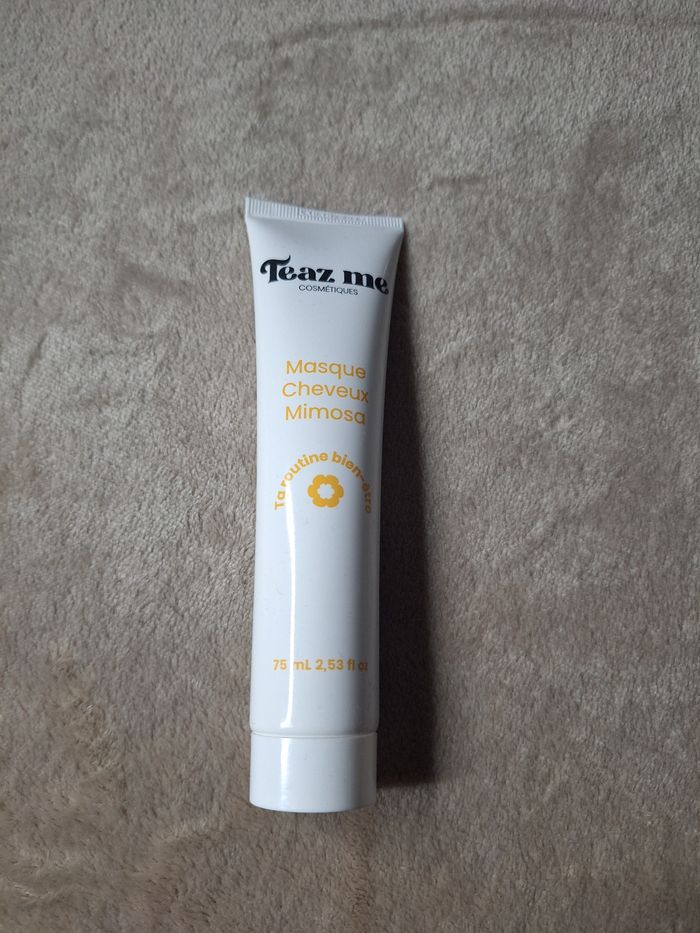 Teaz me
COSMÉTIQUES
Masque
Cheveux
Mimosa
Ta routine bien-être
75 mL 2,53 fl oz